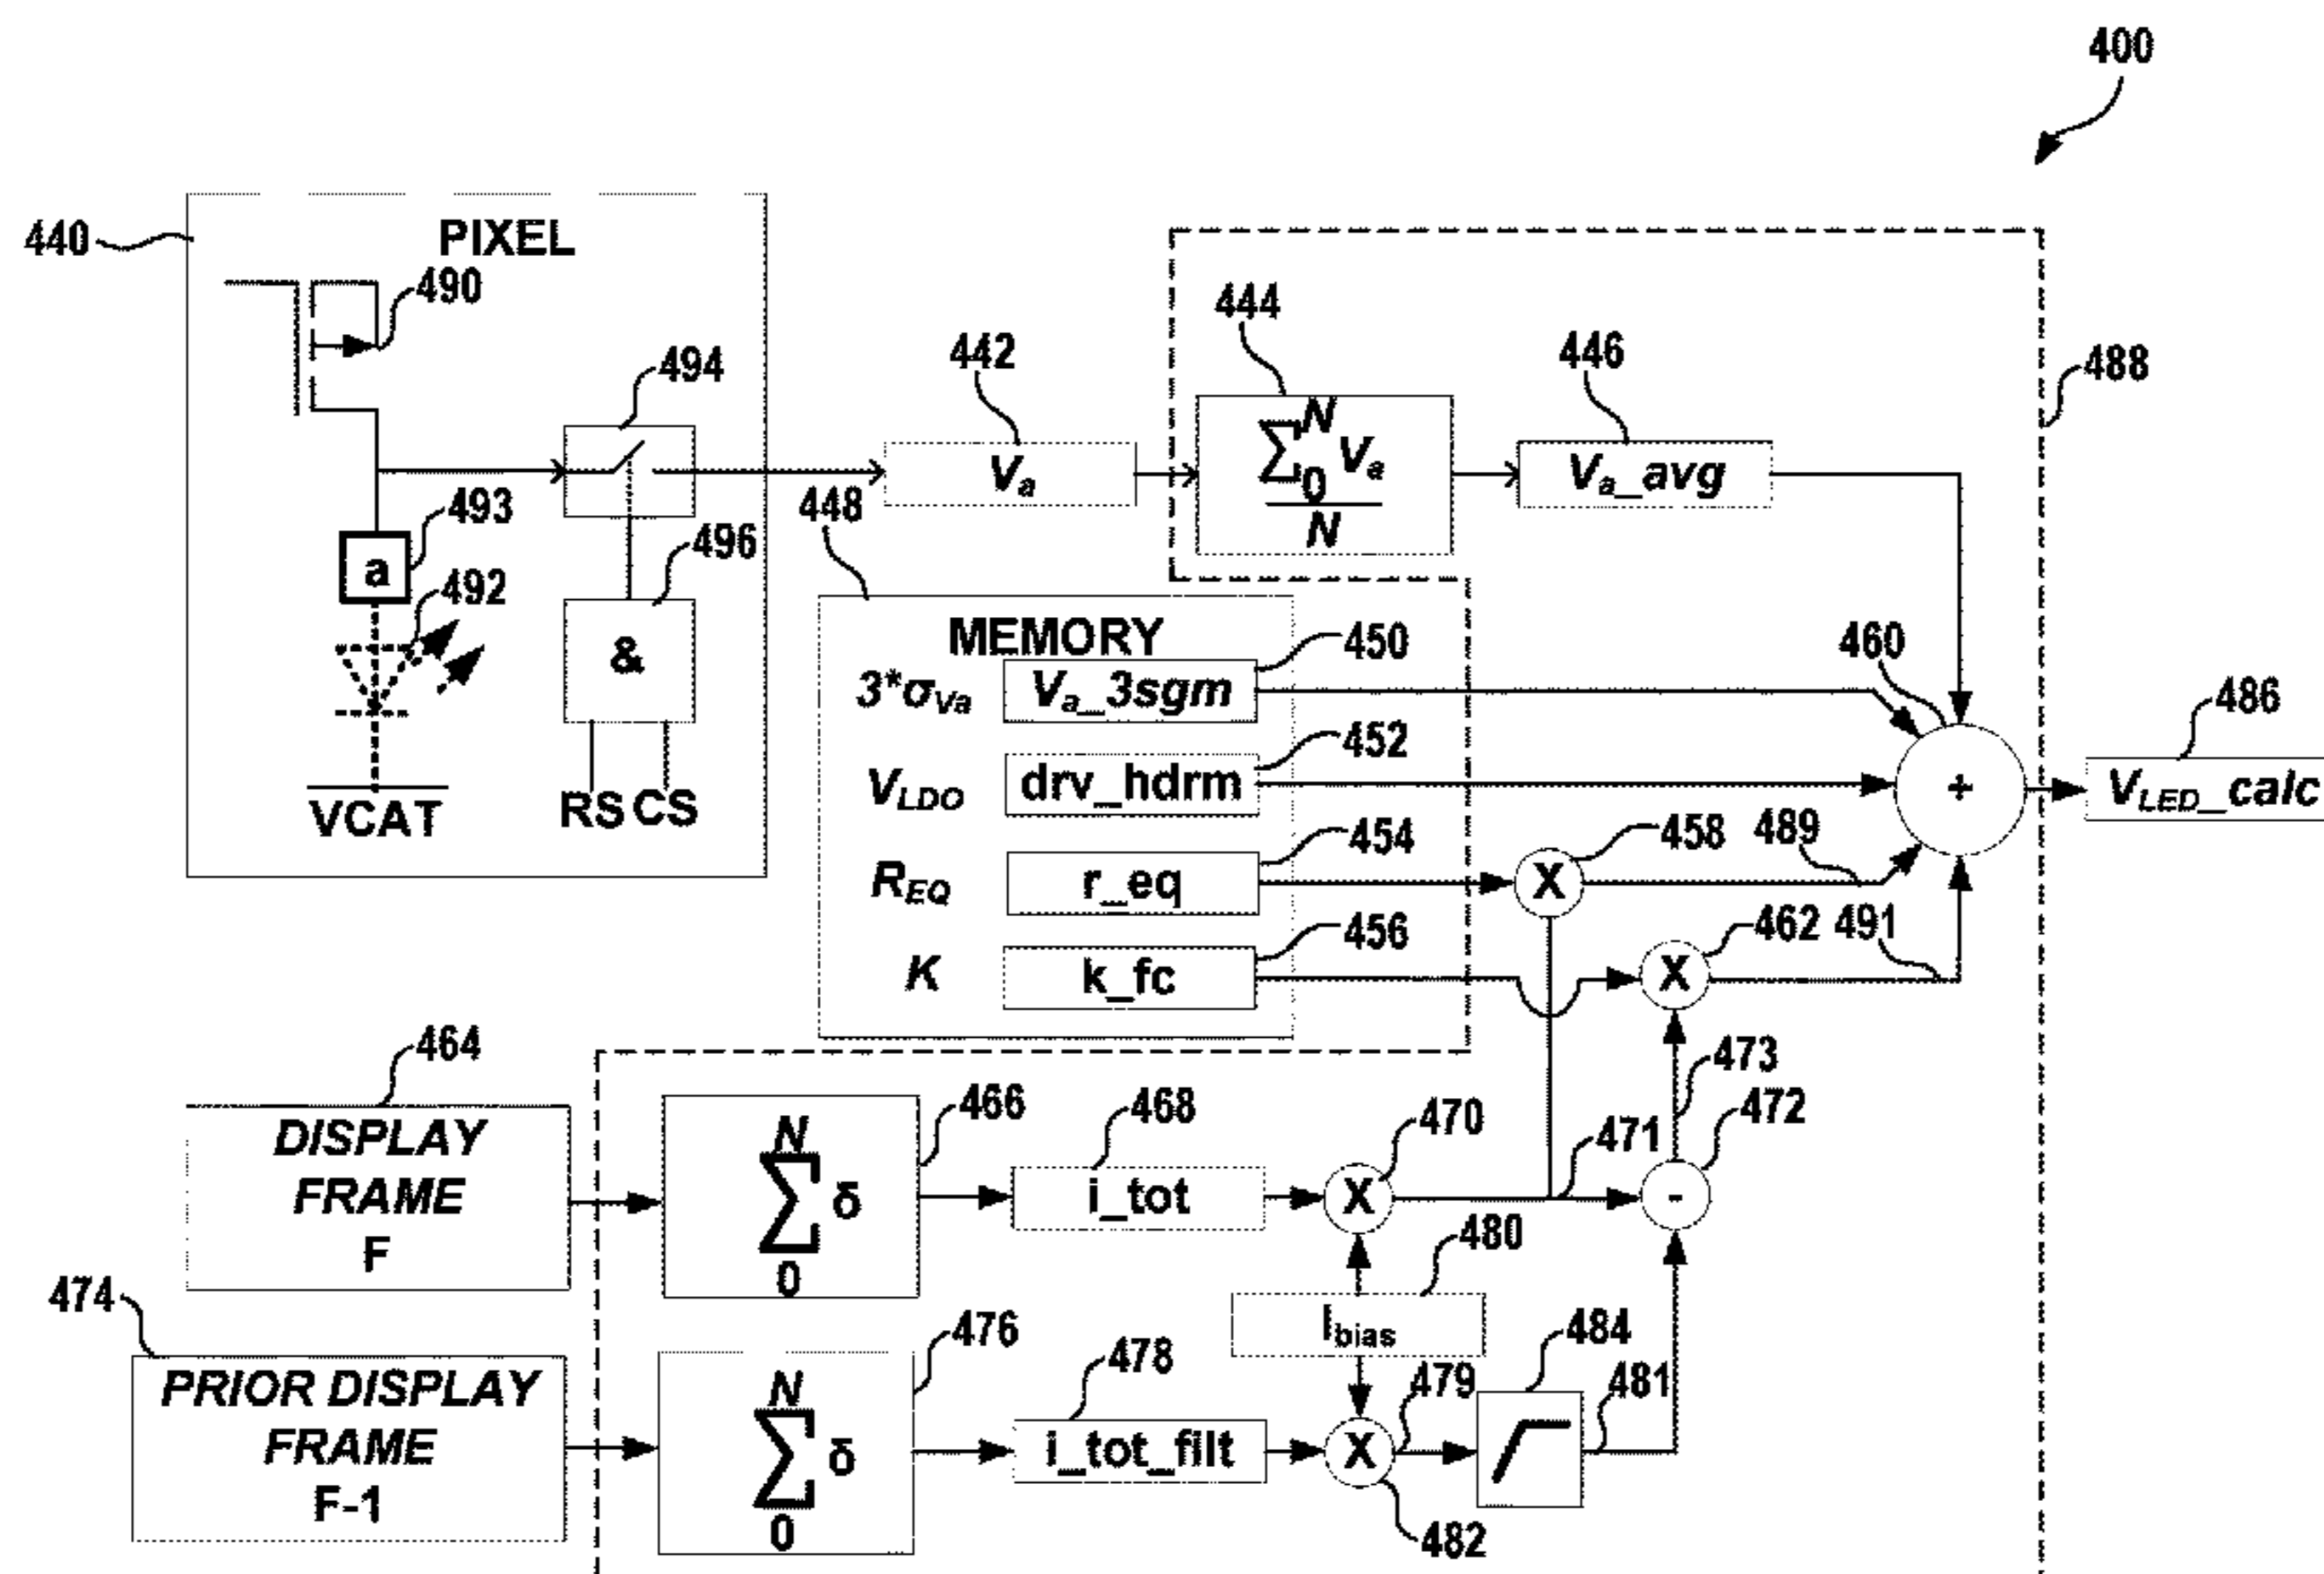 400
440
PIXEL
490
494
493
a
492
496
&
VCAT
RS CS
442
Va
444
∑ N 0 Va
N
446
Va_avg
488
448
MEMORY
3*σVa
Va_3sgm
450
VLDO
drv_hdrm
452
REQ
r_eq
454
K
k_fc
456
458
X
489
460
+
486
VLED_calc
462
X
491
464
DISPLAY
FRAME
F
466
N
∑ δ
0
468
i_tot
470
X
471
473
472
-
474
PRIOR DISPLAY
FRAME
F-1
476
N
∑ δ
0
478
i_tot_filt
480
Ibias
X
479
482
484
481